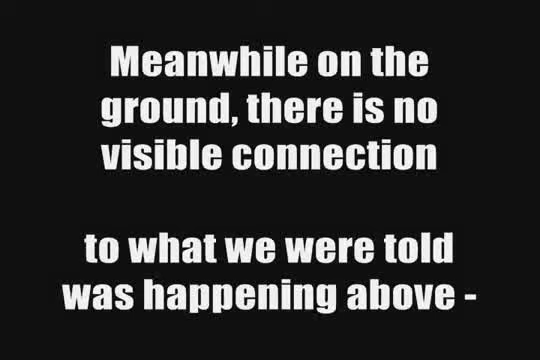 Meanwhile on the
ground, there is no
visible connection
to what we were told
was happening above -